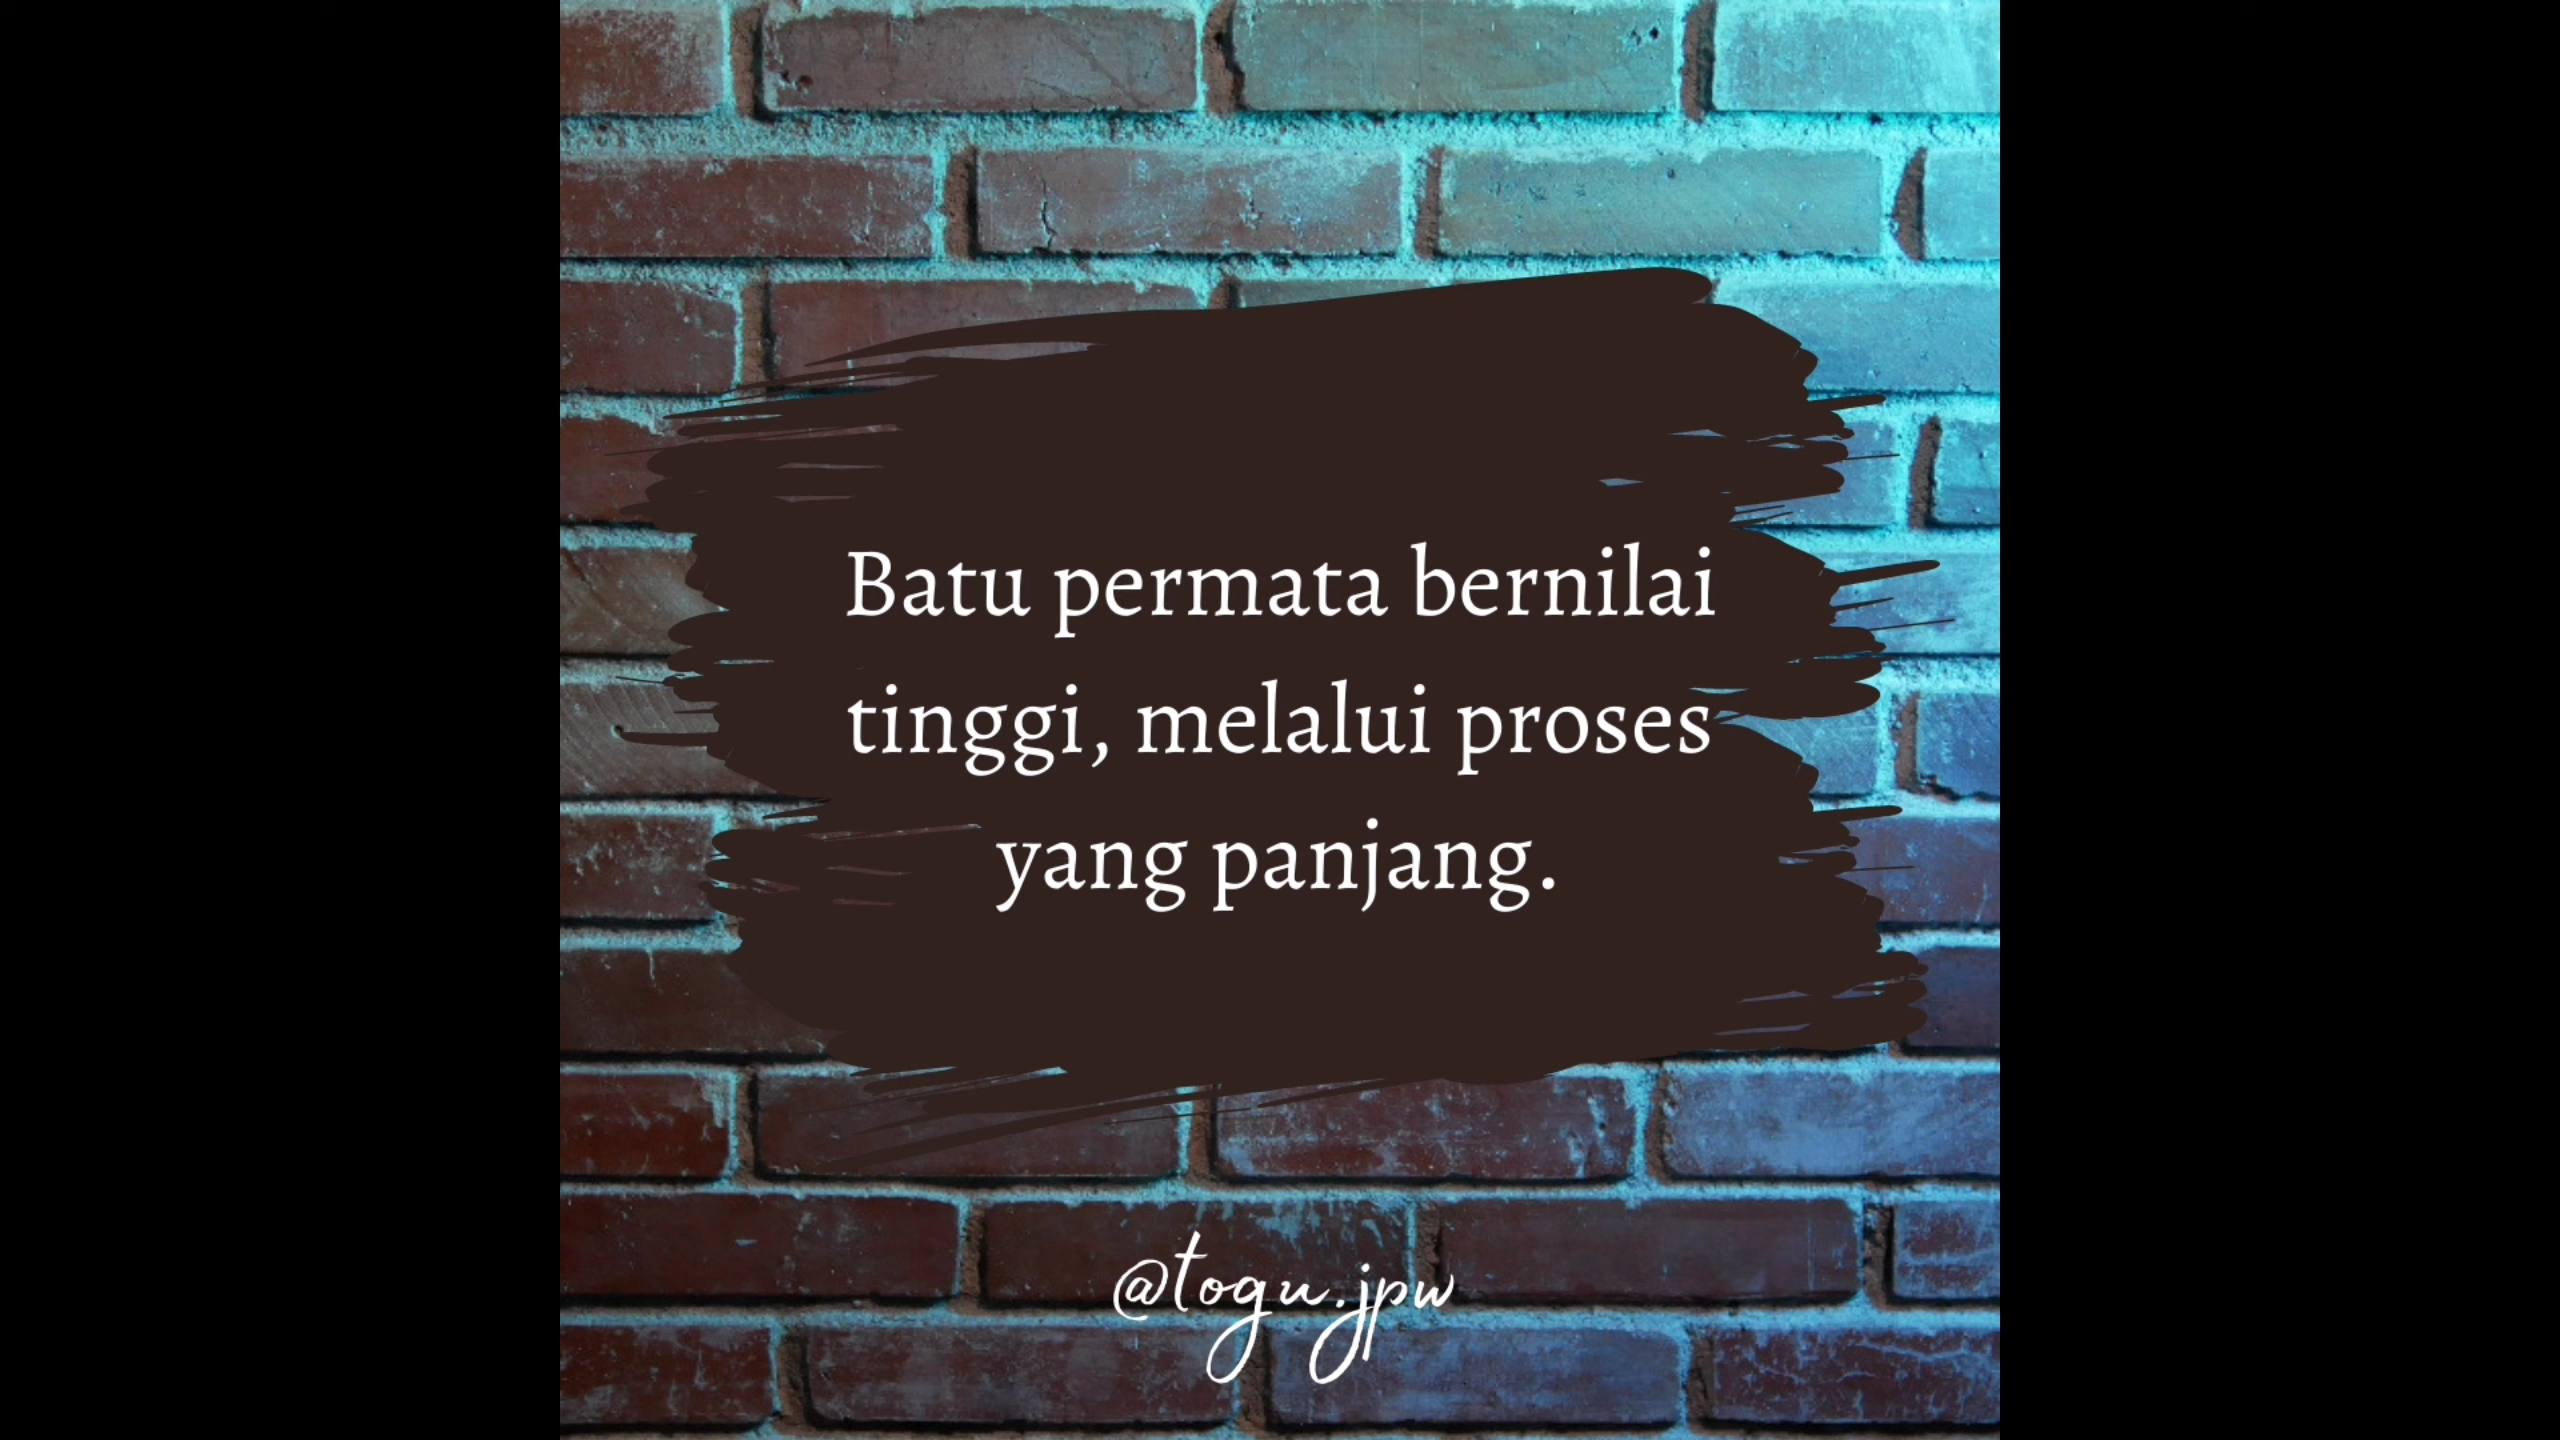 Batu permata bernilai
tinggi, melalui proses
yang panjang.
@togu.jpw